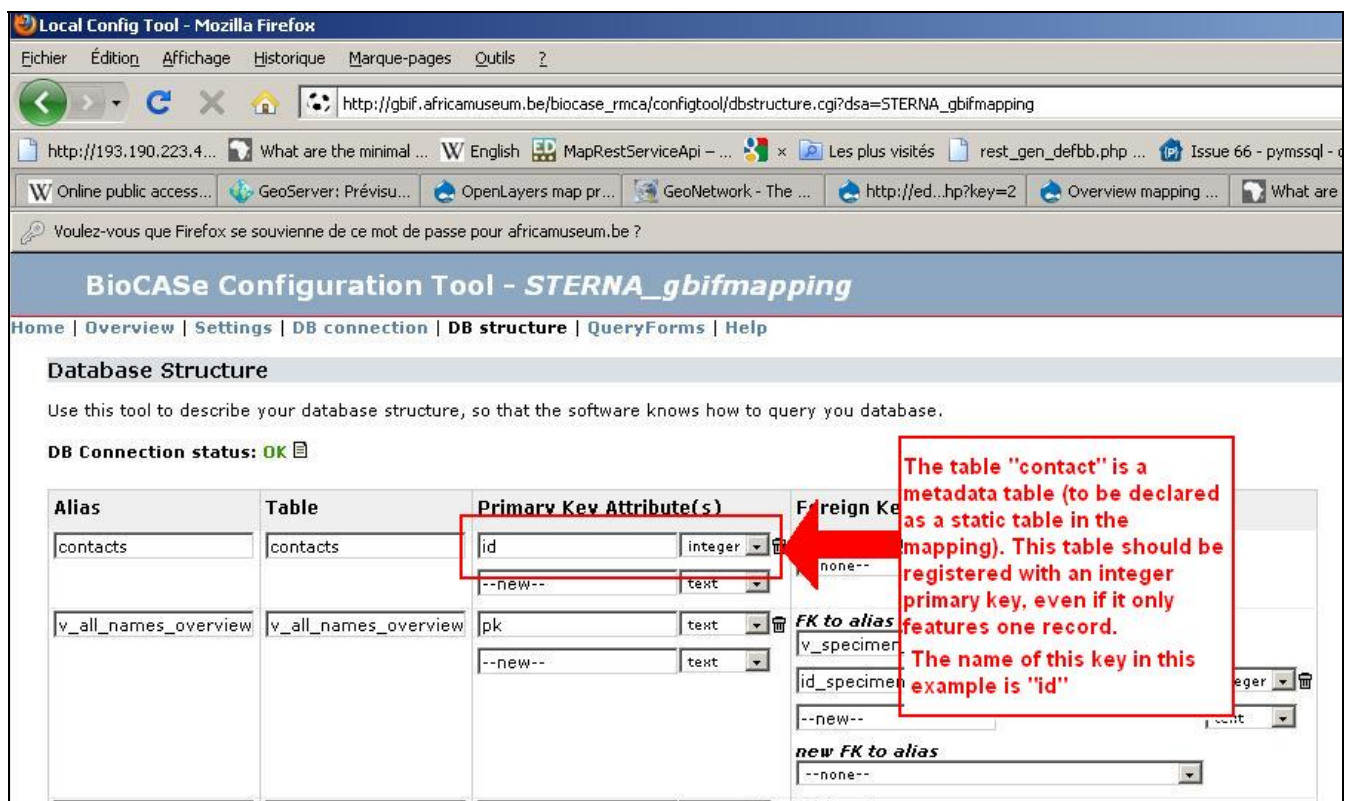 Local Config Tool - Mozilla Firefox
Fichier Édition Affichage Historique Marque-pages Outils ?
http://gbif.africamuseum.be/biocase_rmca/configtool/dbstructure.cgi?dsa=STERNA_gbifmapping
http://193.190.223.4... What are the minimal ... W English MapRestServiceApi – ... × Les plus visités rest_gen_defbb.php ... Issue 66 - pymssql -
W Online public access... GeoServer: Prévisu... OpenLayers map pr... GeoNetwork - The ... http://ed...hp?key=2 Overview mapping ... What are
Voulez-vous que Firefox se souvienne de ce mot de passe pour africamuseum.be ?
BioCASe Configuration Tool - STERNA_gbifmapping
Home | Overview | Settings | DB connection | DB structure | QueryForms | Help
Database Structure
Use this tool to describe your database structure, so that the software knows how to query you database.
DB Connection status: OK
Alias Table Primary Key Attribute(s) Foreign Ke
contacts contacts id integer
--new-- text none--
v_all_names_overview v_all_names_overview pk text FK to alias
v_specimen
--new-- text
id_specimen eger
--new-- text
new FK to alias
--none--
The table "contact" is a
metadata table (to be declared
as a static table in the
mapping). This table should be
registered with an integer
primary key, even if it only
features one record.
The name of this key in this
example is "id"